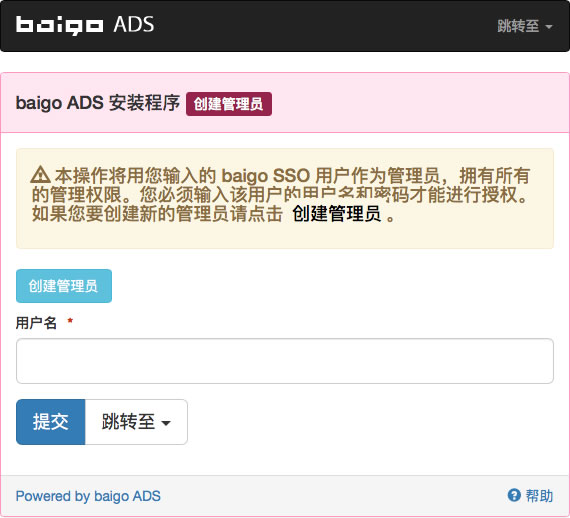 baigo ADS
跳转至
baigo ADS 安装程序 创建管理员
本操作将用您输入的 baigo SSO 用户作为管理员，拥有所有
的管理权限。您必须输入该用户的用户名和密码才能进行授权。
如果您要创建新的管理员请点击 创建管理员 。
创建管理员
用户名 *
提交 跳转至
Powered by baigo ADS
帮助